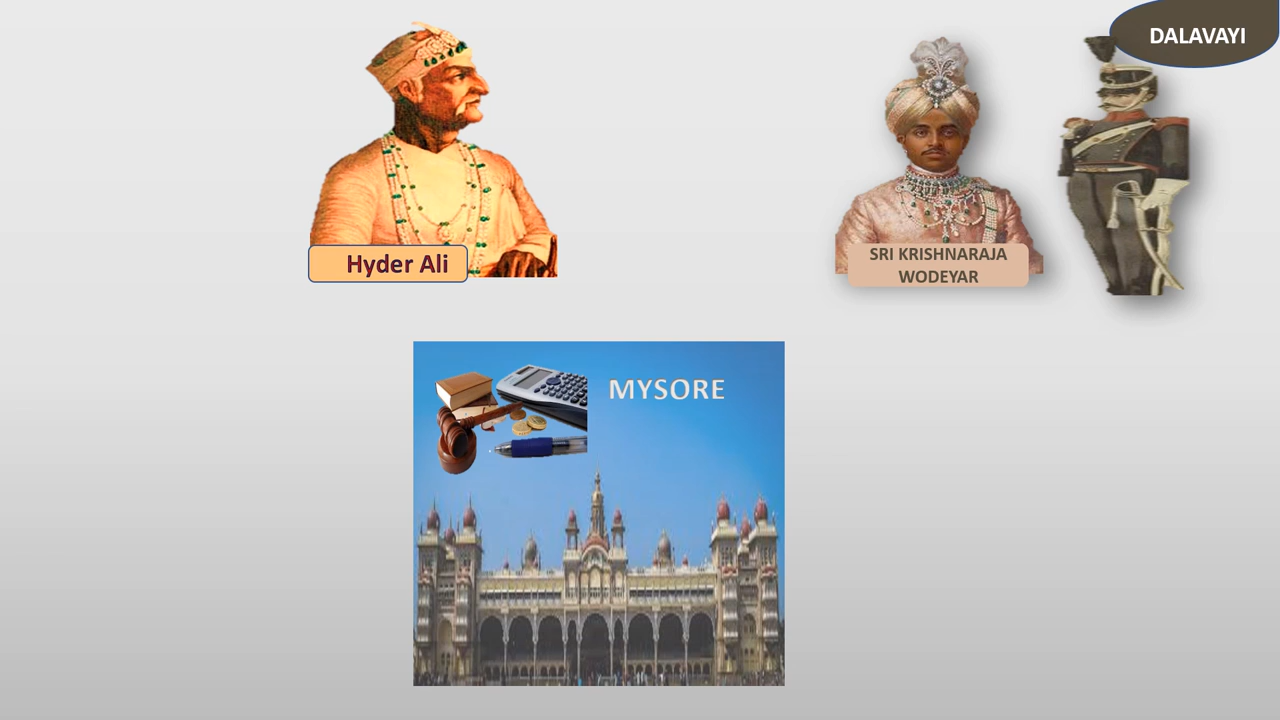 DALAVAYI
Hyder Ali
SRI KRISHNARAJA
WODEYAR
MYSORE